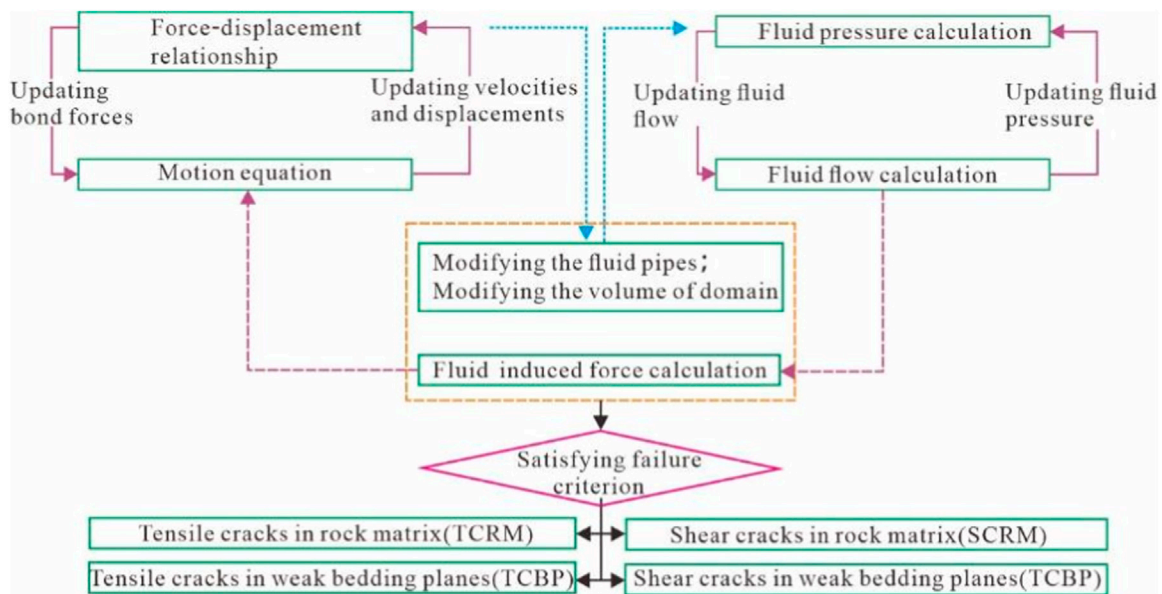 Force-displacement
relationship
Fluid pressure calculation
Updating
bond forces
Updating velocities
and displacements
Updating fluid
flow
Updating fluid
pressure
Motion equation
Fluid flow calculation
Modifying the fluid pipes;
Modifying the volume of domain
Fluid induced force calculation
Satisfying failure
criterion
Tensile cracks in rock matrix(TCRM)
Shear cracks in rock matrix(SCRM)
Tensile cracks in weak bedding planes(TCBP)
Shear cracks in weak bedding planes(TCBP)